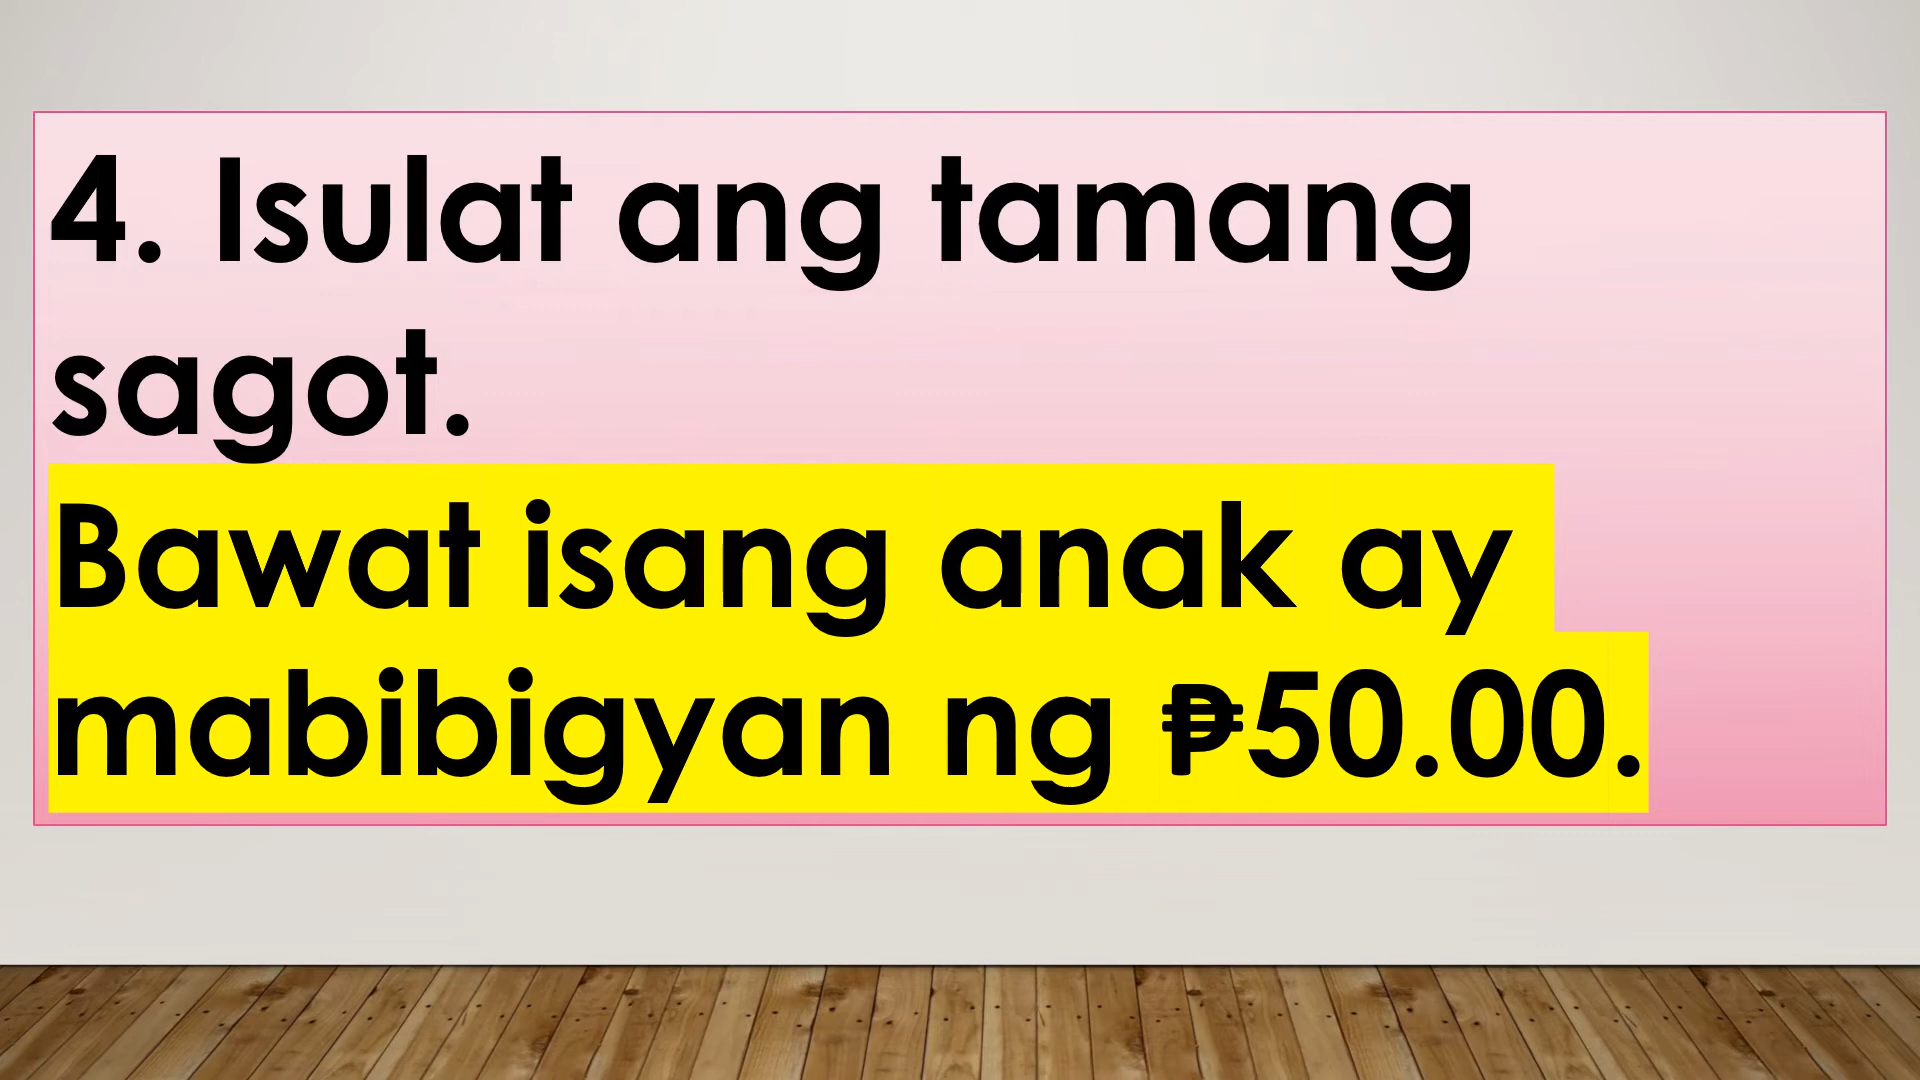 4. Isulat ang tamang
sagot.
Bawat isang anak ay
mabibigyan ng ₱50.00.